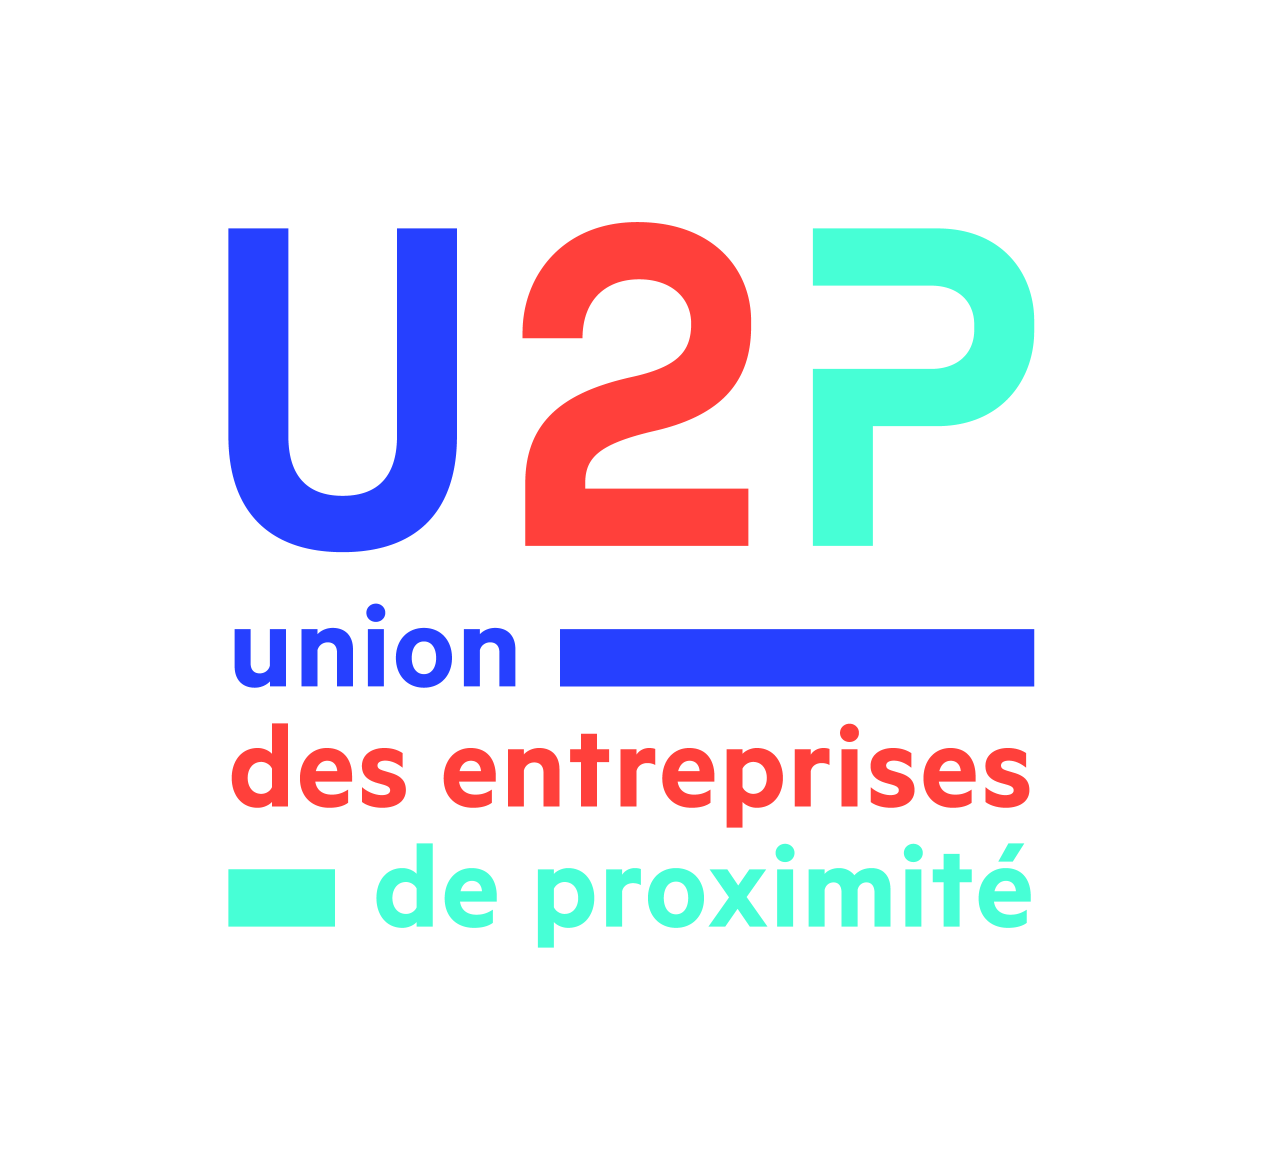 U2P
union
des entreprises
de proximité